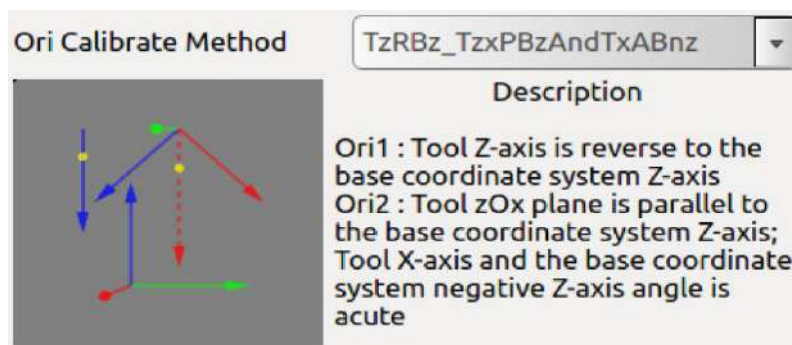 Ori Calibrate Method
TzRBz_TzxPBzAndTxABnz
Description
Ori1 : Tool Z-axis is reverse to the
base coordinate system Z-axis
Ori2 : Tool zOx plane is parallel to
the base coordinate system Z-axis;
Tool X-axis and the base coordinate
system negative Z-axis angle is
acute